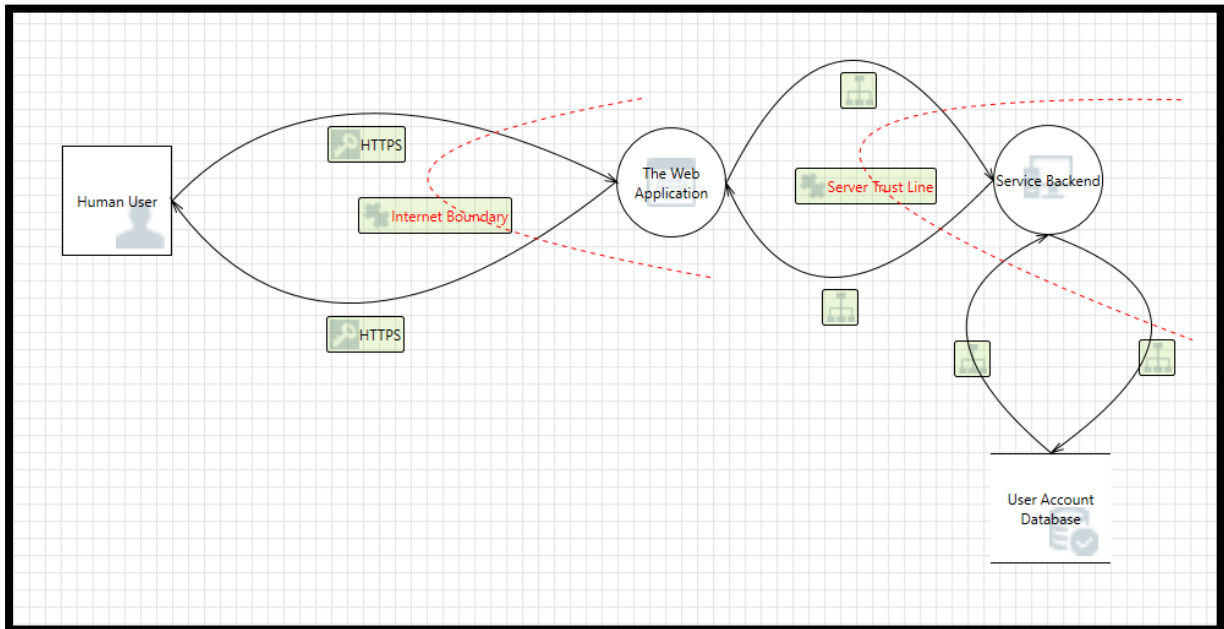 HTTPS
The Web
Application
Human User
Internet Boundary
Server Trust Line
Service Backend
HTTPS
User Account
Database